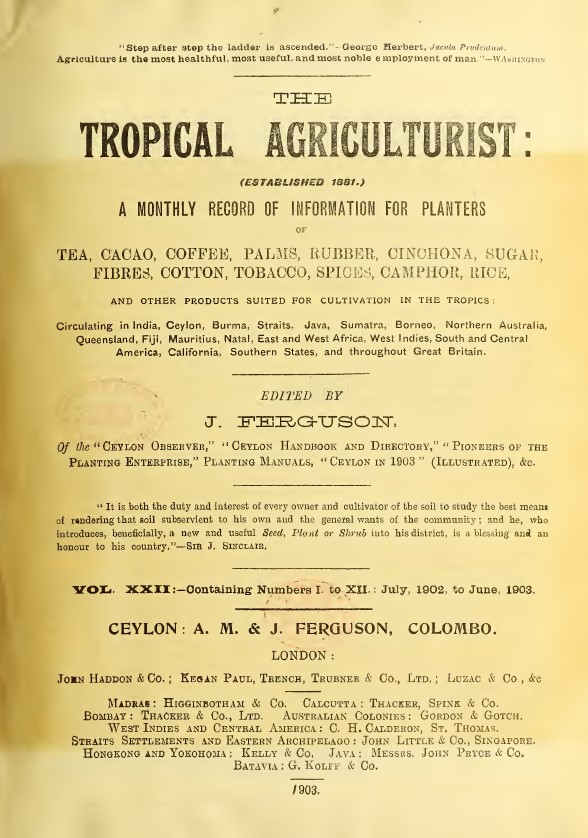 "Step after step the ladder is ascended."—George Herbert, Jacula Prudentum.
Agriculture is the most healthful, most useful, and most noble employment of man."—WASHINGTON
THE
TROPICAL AGRICULTURIST:
(ESTABLISHED 1881.)
A MONTHLY RECORD OF INFORMATION FOR PLANTERS
OF
TEA, CACAO, COFFEE, PALMS, RUBBER, CINCHONA, SUGAR,
FIBRES, COTTON, TOBACCO, SPICES, CAMPHOR, RICE,
AND OTHER PRODUCTS SUITED FOR CULTIVATION IN THE TROPICS:
Circulating in India, Ceylon, Burma, Straits, Java, Sumatra, Borneo, Northern Australia,
Queensland, Fiji, Mauritius, Natal, East and West Africa, West Indies, South and Central
America, California, Southern States, and throughout Great Britain.
EDITED BY
J. FERGUSON,
Of the "CEYLON OBSERVER," "CEYLON HANDBOOK AND DIRECTORY," "PIONEERS OF THE
PLANTING ENTERPRISE," PLANTING MANUALS, "CEYLON IN 1903" (ILLUSTRATED), &c.
"It is both the duty and interest of every owner and cultivator of the soil to study the best means
of rendering that soil subservient to his own and the general wants of the community; and he, who
introduces, beneficially, a new and useful Seed, Plant or Shrub into his district, is a blessing and an
honour to his country."—SIR J. SINCLAIR.
VOL. XXII:—Containing Numbers I. to XII.: July, 1902, to June, 1903.
CEYLON: A. M. & J. FERGUSON, COLOMBO.
LONDON:
JOHN HADDON & Co.; KEGAN PAUL, TRENCH, TRUBNER & Co., LTD.; LUZAC & Co, &c
MADRAS: HIGGINBOTHAM & Co. CALCUTTA: THACKER, SPINK & Co.
BOMBAY: THACKER & Co., LTD. AUSTRALIAN COLONIES: GORDON & GOTCH.
WEST INDIES AND CENTRAL AMERICA: C. H. CALDERON, ST. THOMAS.
STRAITS SETTLEMENTS AND EASTERN ARCHIPELAGO: JOHN LITTLE & Co., SINGAPORE.
HONGKONG AND YOKOHOMA: KELLY & Co. JAVA: MESSRS. JOHN PRYCE & Co.
BATAVIA: G. KOLFF & Co.
1903.